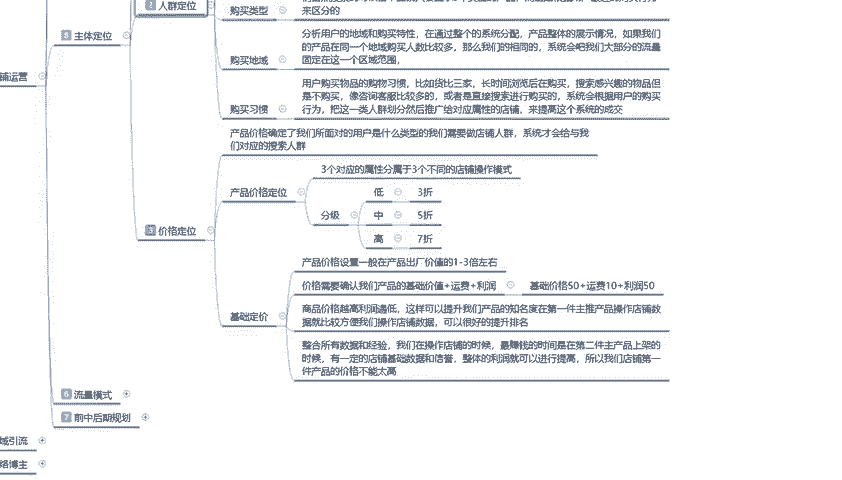 人群定位
购买类型
来区分的
主体定位
购买地域
分析用户的地域和购买特性，在通过整个的系统分配，产品整体的展示情况，如果我们
的产品在同一个地域购买人数比较多，那么我们的相同的，系统会吧我们大部分的流量
固定在这一个区域范围，
铺运营
购买习惯
用户购买物品的购物习惯，比如货比三家，长时间浏览后在购买，搜索感兴趣的物品但
是不购买，像咨询客服比较多的，或者是直接搜索进行购买的，系统会根据用户的购买
行为，把这一类人群划分然后推广给对应属性的店铺，来提高这个系统的成交
产品价格确定了我们所面对的用户是什么类型的我们需要做店铺人群，系统才会给与我
们对应的搜索人群
产品价格定位
3个对应的属性分属于3个不同的店铺操作模式
分级
低 3折
中 5折
高 7折
价格定位
基础定价
产品价格设置一般在产品出厂价值的1-3倍左右
价格需要确认我们产品的基础价值+运费+利润
基础价格50+运费10+利润50
商品价格越高利润越低，这样可以提升我们产品的知名度在第一件主推产品操作店铺数
据就比较方便我们操作店铺数据，可以很好的提升排名
整合所有数据和经验，我们在操作店铺的时候，最赚钱的时间是在第二件主产品上架的
时候，有一定的店铺基础数据和信誉，整体的利润就可以进行提高，所以我们店铺第一
件产品的价格不能太高
6 流量模式
7 前中后期规划
域引流
络博主